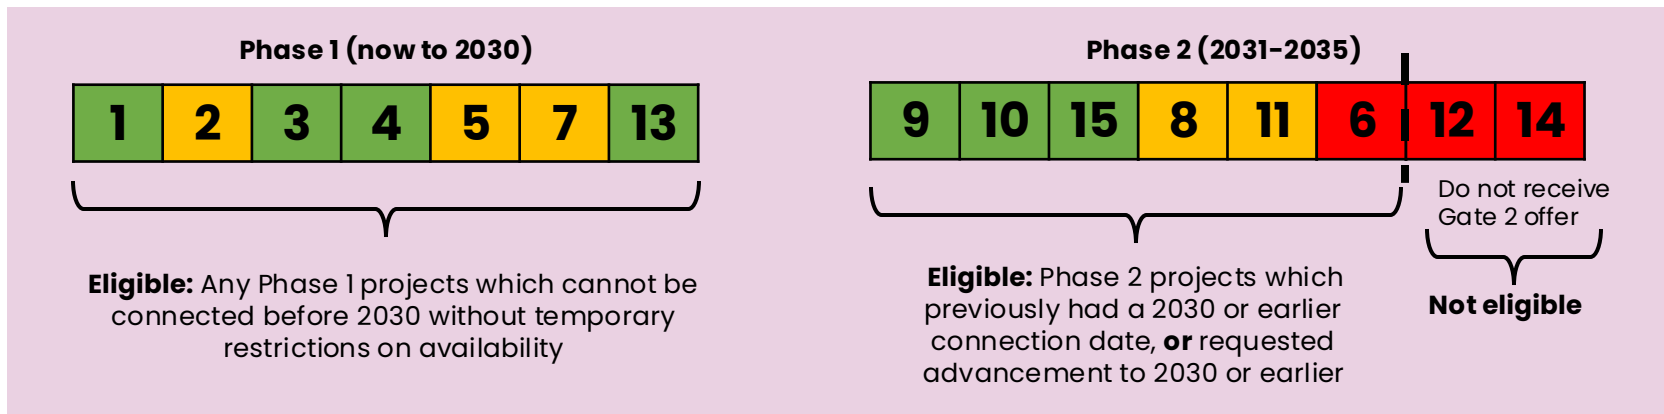 Phase 1 (now to 2030)
1 2 3 4 5 7 13
Eligible: Any Phase 1 projects which cannot be
connected before 2030 without temporary
restrictions on availability
Phase 2 (2031-2035)
9 10 15 8 11 6 12 14
Eligible: Phase 2 projects which
previously had a 2030 or earlier
connection date, or requested
advancement to 2030 or earlier
Do not receive
Gate 2 offer
Not eligible